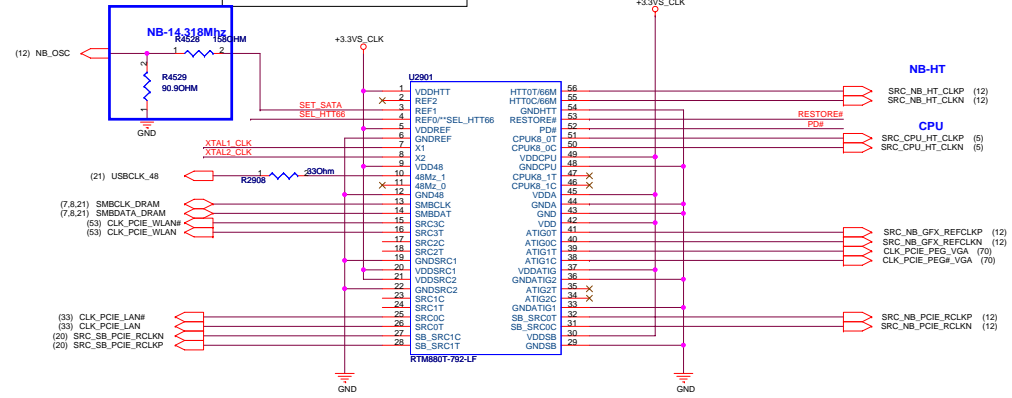 +3.3VS_CLK
NB-14.318Mhz
R4528 158OHM
1 2
(12) NB_OSC
+3.3VS_CLK
2
R4529
90.9OHM
1
GND
NB-HT
U2901
1 VDDHTT HTT0T/66M 56 SRC_NB_HT_CLKP (12)
2 REF2 HTT0C/66M 55 SRC_NB_HT_CLKN (12)
SET_SATA 3 REF1 GNDHTT 54
SEL_HTT66 4 REF0/**SEL_HTT66 RESTORE# 53 RESTORE#
5 VDDREF PD# 52 PD#
CPU
6 GNDREF CPUK8_0T 51 SRC_CPU_HT_CLKP (5)
XTAL1_CLK 7 X1 CPUK8_0C 50 SRC_CPU_HT_CLKN (5)
XTAL2_CLK 8 X2 VDDCPU 49
9 VDD48 GNDCPU 48
(21) USBCLK_48 1 R2908 2 33Ohm 10 48Mz_1 CPUK8_1T 47
11 48Mz_0 CPUK8_1C 46
12 GND48 VDDA 45
(7,8,21) SMBCLK_DRAM 13 SMBCLK GNDA 44
(7,8,21) SMBDATA_DRAM 14 SMBDAT GND 43
(53) CLK_PCIE_WLAN# 15 SRC3C VDD 42
(53) CLK_PCIE_WLAN 16 SRC3T ATIG0T 41 SRC_NB_GFX_REFCLKP (12)
17 SRC2C ATIG0C 40 SRC_NB_GFX_REFCLKN (12)
18 SRC2T ATIG1T 39 CLK_PCIE_PEG_VGA (70)
19 GNDSRC1 ATIG1C 38 CLK_PCIE_PEG#_VGA (70)
20 VDDSRC1 VDDATIG 37
21 VDDSRC2 GNDATIG2 36
22 GNDSRC2 ATIG2T 35
23 SRC1C ATIG2C 34
24 SRC1T GNDATIG1 33
(33) CLK_PCIE_LAN# 25 SRC0C SB_SRC0T 32 SRC_NB_PCIE_RCLKP (12)
(33) CLK_PCIE_LAN 26 SRC0T SB_SRC0C 31 SRC_NB_PCIE_RCLKN (12)
(20) SRC_SB_PCIE_RCLKN 27 SB_SRC1C VDDSB 30
(20) SRC_SB_PCIE_RCLKP 28 SB_SRC1T GNDSB 29
RTM880T-792-LF
GND GND